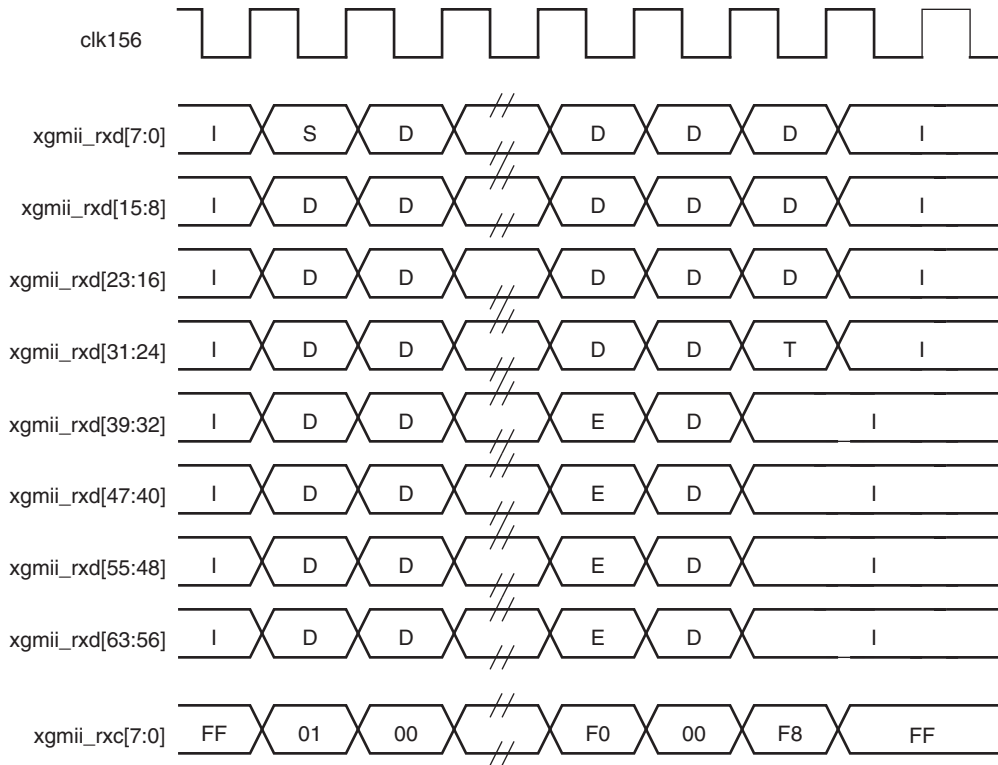 clk156
xgmii_rxd[7:0] I S D D D D I
xgmii_rxd[15:8] I D D D D D I
xgmii_rxd[23:16] I D D D D D I
xgmii_rxd[31:24] I D D D D T I
xgmii_rxd[39:32] I D D E D I
xgmii_rxd[47:40] I D D E D I
xgmii_rxd[55:48] I D D E D I
xgmii_rxd[63:56] I D D E D I
xgmii_rxc[7:0] FF 01 00 F0 00 F8 FF